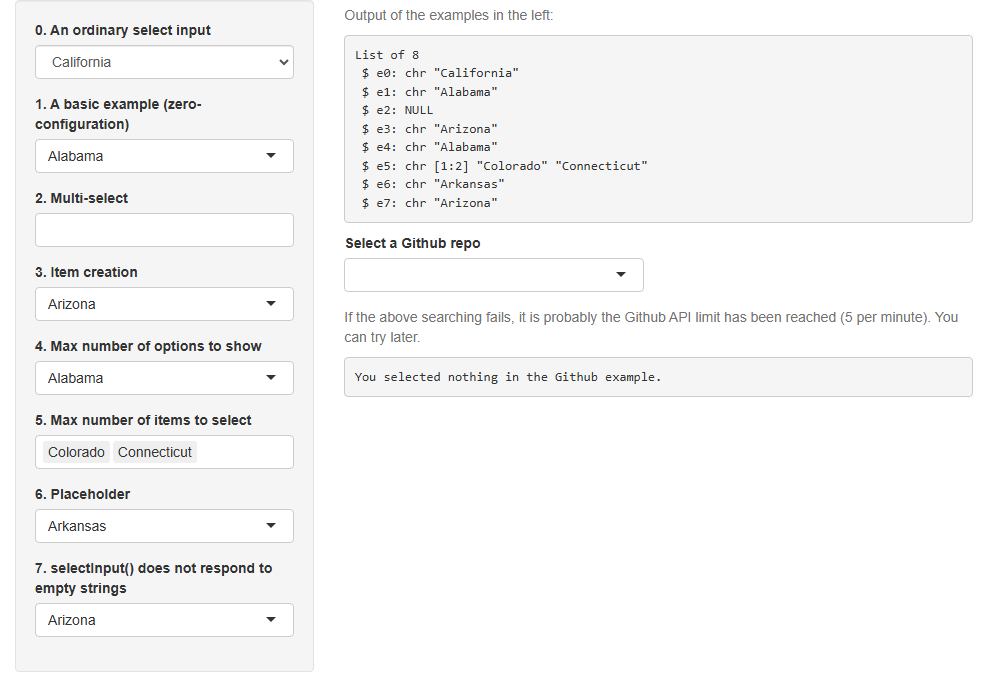 0. An ordinary select input
California
1. A basic example (zero-
configuration)
Alabama
2. Multi-select
3. Item creation
Arizona
4. Max number of options to show
Alabama
5. Max number of items to select
Colorado Connecticut
6. Placeholder
Arkansas
7. selectInput() does not respond to
empty strings
Arizona
Output of the examples in the left:
List of 8
 $ e0: chr "California"
 $ e1: chr "Alabama"
 $ e2: NULL
 $ e3: chr "Arizona"
 $ e4: chr "Alabama"
 $ e5: chr [1:2] "Colorado" "Connecticut"
 $ e6: chr "Arkansas"
 $ e7: chr "Arizona"
Select a Github repo
If the above searching fails, it is probably the Github API limit has been reached (5 per minute). You
can try later.
You selected nothing in the Github example.